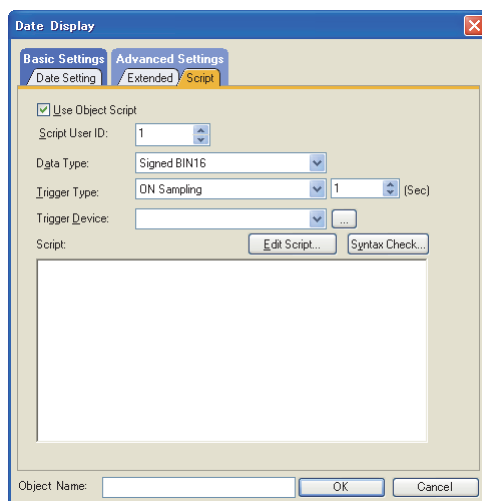 Date Display
Basic Settings Advanced Settings
Date Setting Extended Script
Use Object Script
Script User ID: 1
Data Type: Signed BIN16
Trigger Type: ON Sampling 1 (Sec)
Trigger Device: ...
Script: Edit Script... Syntax Check...
Object Name: OK Cancel